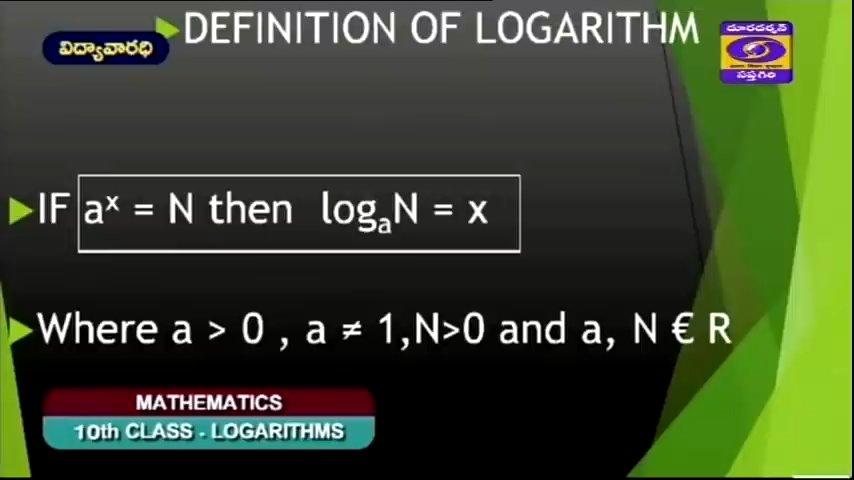 DEFINITION OF LOGARITHM
విద్యావారధి
దూరదర్శన్
సప్తగిరి
IF aˣ = N then logₐN = x
Where a > 0 , a ≠ 1,N>0 and a, N € R
MATHEMATICS
10th CLASS - LOGARITHMS